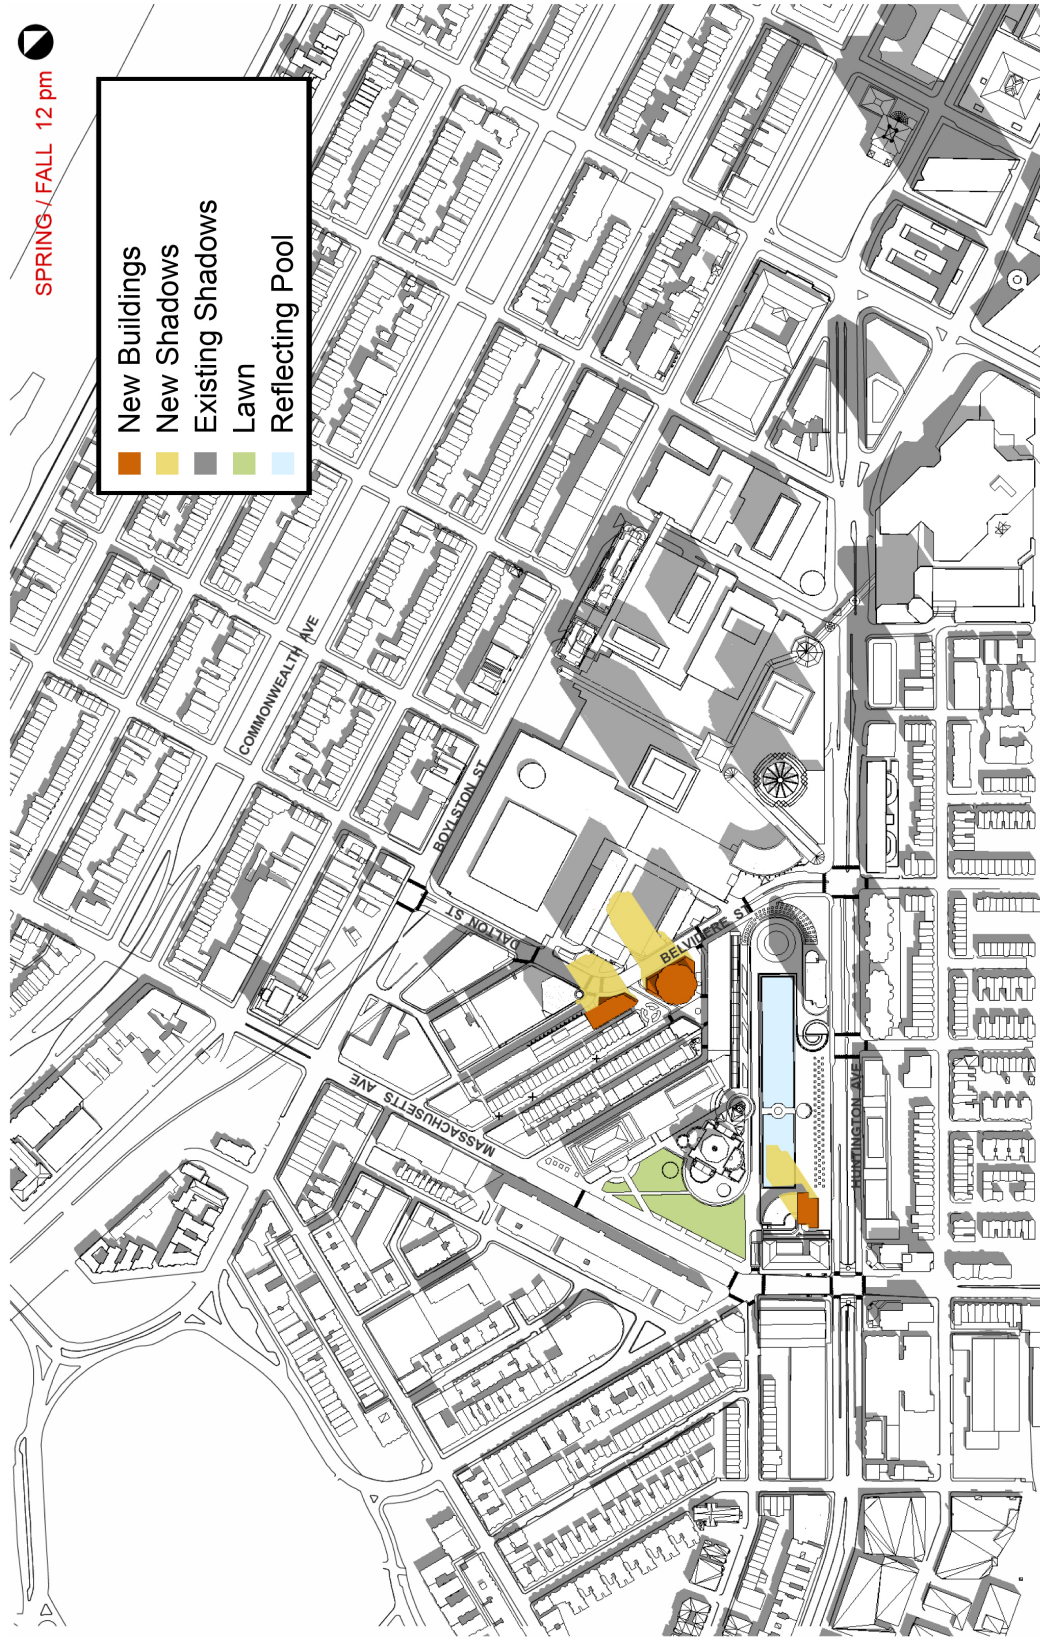 SPRING / FALL 12 pm
New Buildings
New Shadows
Existing Shadows
Lawn
Reflecting Pool
COMMONWEALTH AVE
BOYLSTON ST
DALTON ST
BELVIDERE ST
MASSACHUSETTS AVE
HUNTINGTON AVE